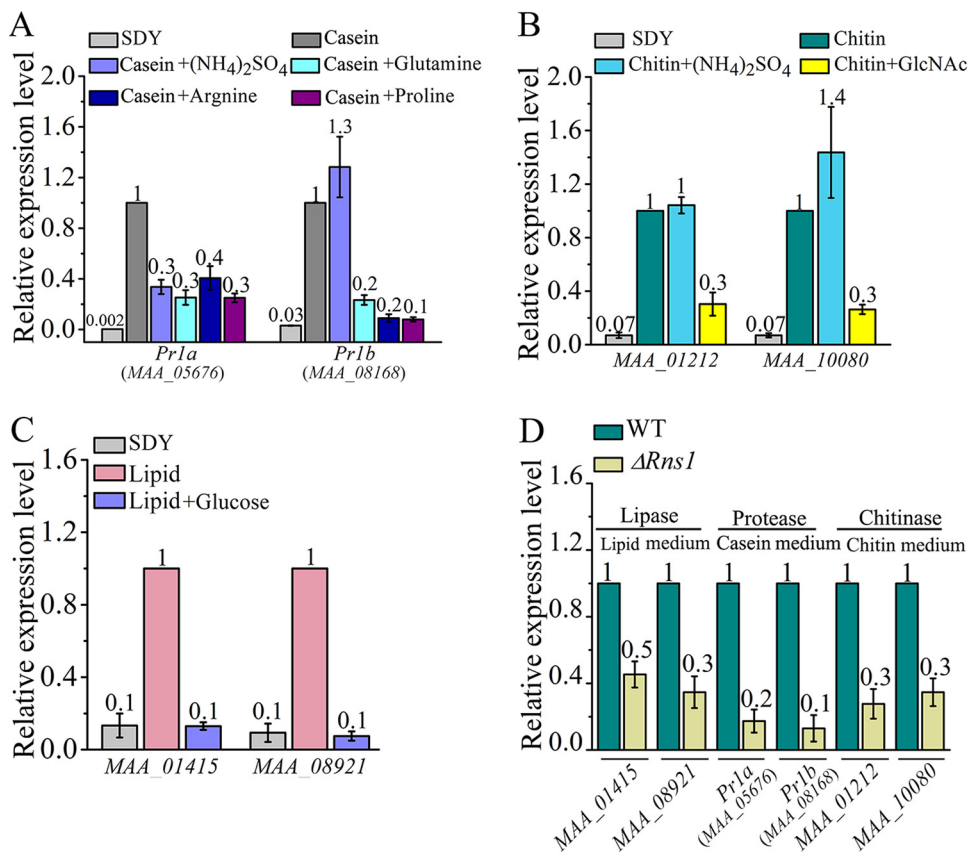 A
SDY Casein
Casein+(NH4)2SO4 Casein+Glutamine
Casein+Argnine Casein+Proline
Relative expression level
2.0
1.6
1.2
0.8
0.4
0.0
0.002 1 0.3 0.3 0.4 0.3
0.03 1 1.3 0.2 0.2 0.1
Pr1a Pr1b
(MAA_05676) (MAA_08168)
B
SDY Chitin
Chitin+(NH4)2SO4 Chitin+GlcNAc
Relative expression level
2.0
1.6
1.2
0.8
0.4
0.0
0.07 1 1 0.3
0.07 1 1.4 0.3
MAA_01212 MAA_10080
C
SDY
Lipid
Lipid+Glucose
Relative expression level
1.6
1.2
0.8
0.4
0.0
0.1 1 0.1
0.1 1 0.1
MAA_01415 MAA_08921
D
WT
ΔRns1
Relative expression level
1.6
1.2
0.8
0.4
0.0
Lipase Protease Chitinase
Lipid medium Casein medium Chitin medium
1 0.5 1 0.3 1 0.2 1 0.1 1 0.3 1 0.3
MAA_01415
MAA_08921
Pr1a
(MAA_05676)
Pr1b
(MAA_08168)
MAA_01212
MAA_10080